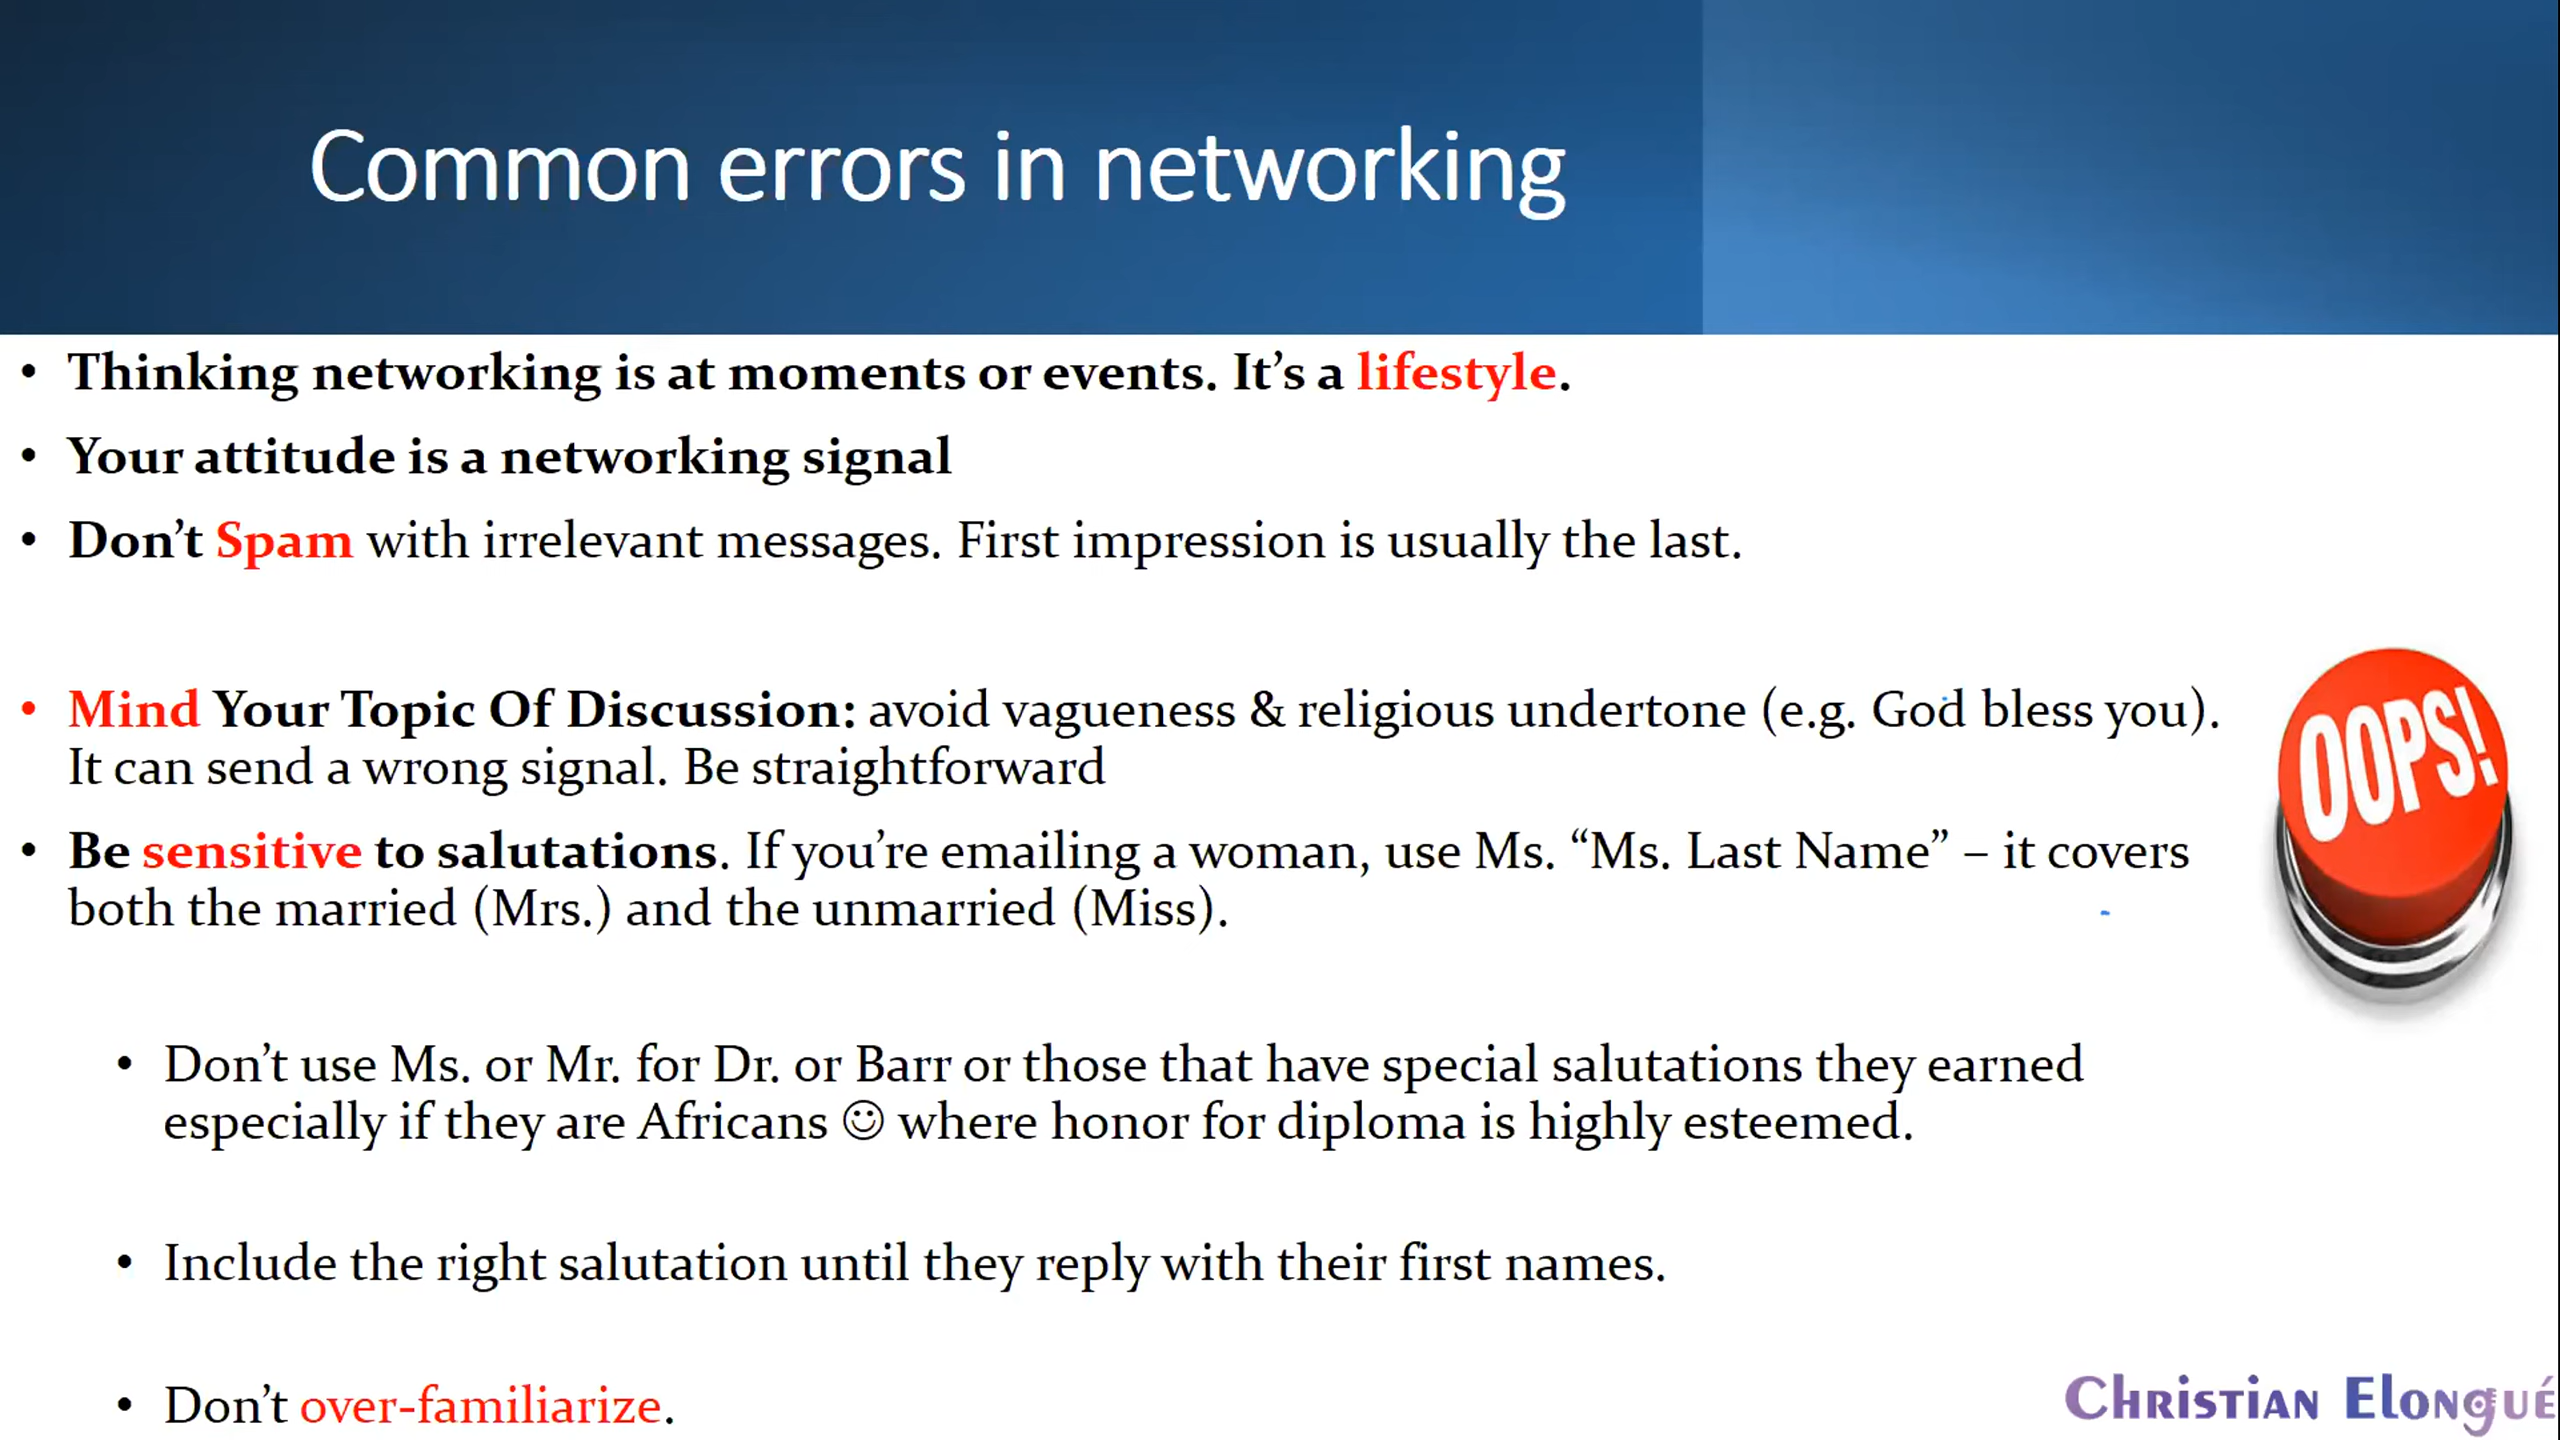 Common errors in networking
• Thinking networking is at moments or events. It’s a lifestyle.
• Your attitude is a networking signal
• Don’t Spam with irrelevant messages. First impression is usually the last.
• Mind Your Topic Of Discussion: avoid vagueness & religious undertone (e.g. God bless you).
It can send a wrong signal. Be straightforward
• Be sensitive to salutations. If you’re emailing a woman, use Ms. “Ms. Last Name” – it covers
both the married (Mrs.) and the unmarried (Miss).
OOPS!
• Don’t use Ms. or Mr. for Dr. or Barr or those that have special salutations they earned
especially if they are Africans ☺ where honor for diploma is highly esteemed.
• Include the right salutation until they reply with their first names.
• Don’t over-familiarize.
Christian Elongué